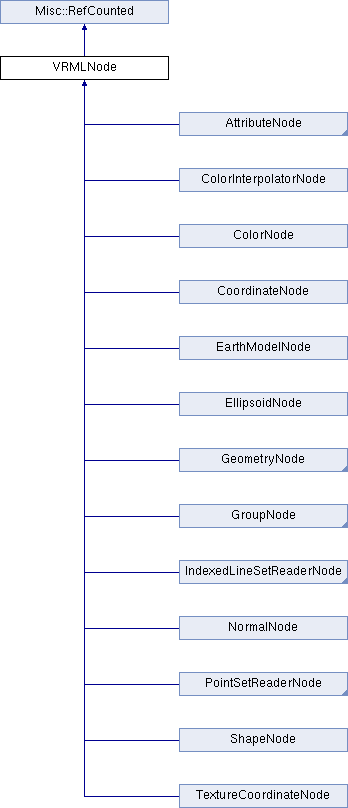 Misc::RefCounted
VRMLNode
AttributeNode
ColorInterpolatorNode
ColorNode
CoordinateNode
EarthModelNode
EllipsoidNode
GeometryNode
GroupNode
IndexedLineSetReaderNode
NormalNode
PointSetReaderNode
ShapeNode
TextureCoordinateNode